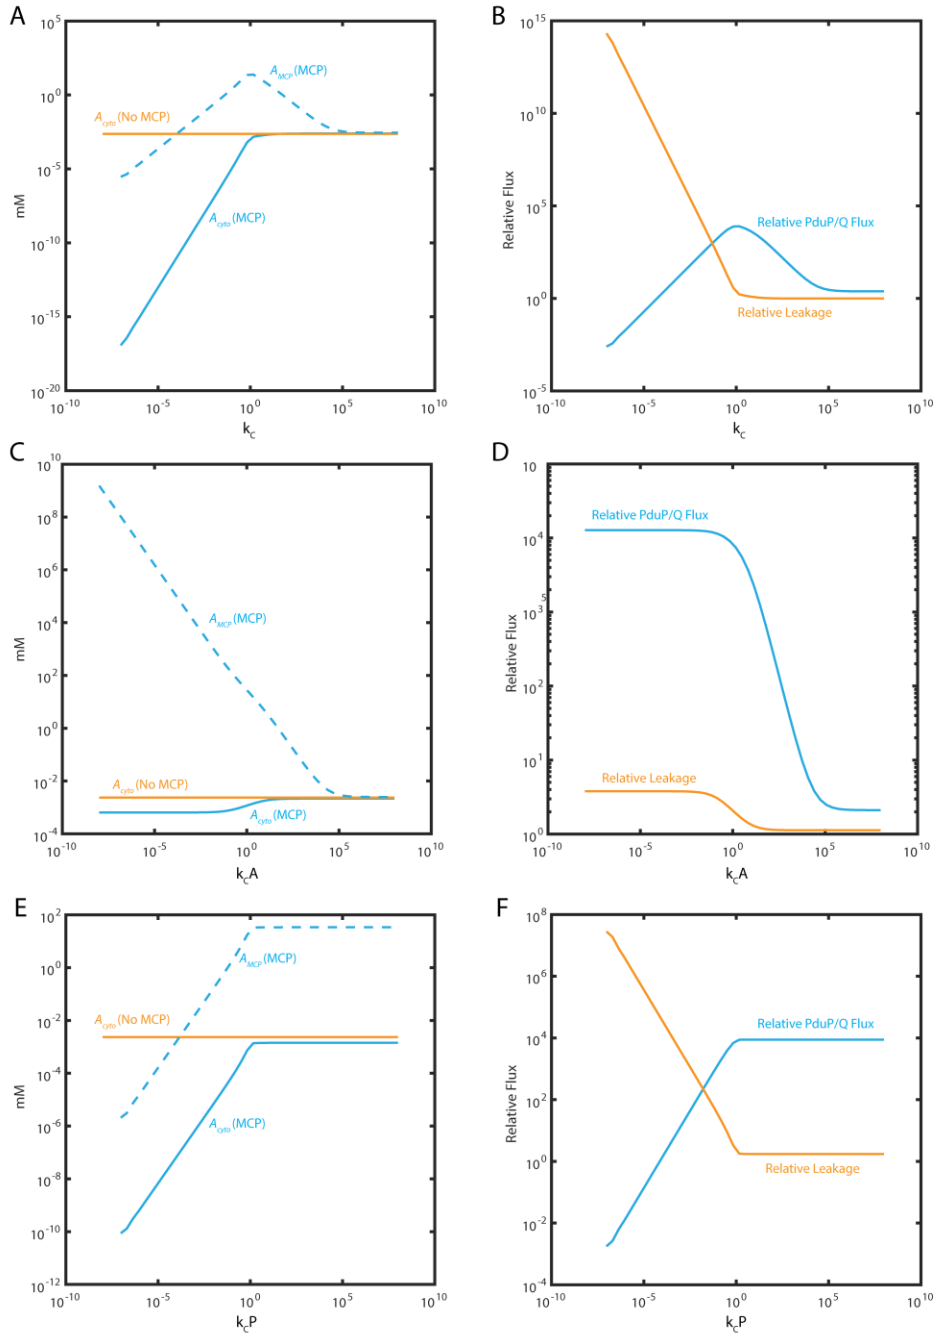 A
10^5
10^0
10^-5
10^-10
10^-15
10^-20
mM
A_MCP (MCP)
A_cyto (No MCP)
A_cyto (MCP)
10^-10
10^-5
10^0
10^5
10^10
k_c
B
10^15
10^10
10^5
10^0
10^-5
Relative Flux
Relative PduP/Q Flux
Relative Leakage
10^-10
10^-5
10^0
10^5
10^10
k_c
C
10^10
10^8
10^6
10^4
10^2
10^0
10^-2
10^-4
mM
A_MCP (MCP)
A_cyto (No MCP)
A_cyto (MCP)
10^-10
10^-5
10^0
10^5
10^10
k_cA
D
10
10^4
10^5
10^2
10^1
10^0
Relative Flux
Relative PduP/Q Flux
Relative Leakage
10^-10
10^-5
10^0
10^5
10^10
k_cA
E
10^2
10^0
10^-2
10^-4
10^-6
10^-8
10^-10
10^-12
mM
A_MCP (MCP)
A_cyto (No MCP)
A_cyto (MCP)
10^-10
10^-5
10^0
10^5
10^10
k_cP
F
10^8
10^6
10^4
10^2
10^0
10^-2
10^-4
Relative Flux
Relative PduP/Q Flux
Relative Leakage
10^-10
10^-5
10^0
10^5
10^10
k_cP